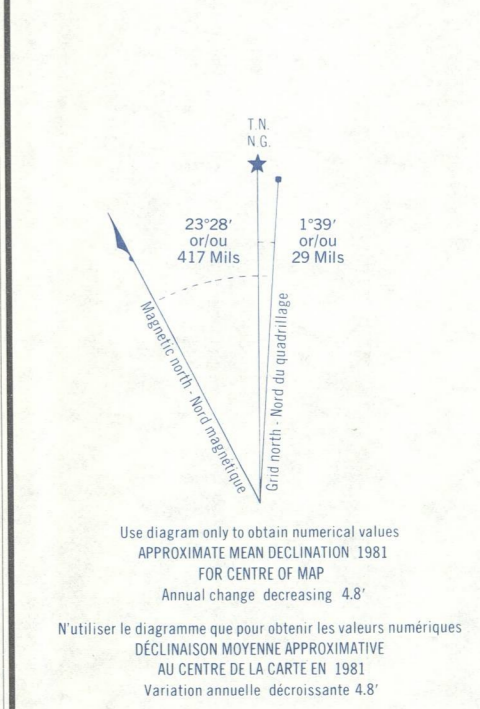 T.N.
N G.
23°28′
or/ou
417 Mils
1°39′
or/ou
29 Mils
Magnetic north - Nord magnétique
Grid north - Nord du quadrillage
Use diagram only to obtain numerical values
APPROXIMATE MEAN DECLINATION 1981
FOR CENTRE OF MAP
Annual change decreasing 4.8′
N'utiliser le diagramme que pour obtenir les valeurs numériques
DÉCLINAISON MOYENNE APPROXIMATIVE
AU CENTRE DE LA CARTE EN 1981
Variation annuelle décroissante 4.8′